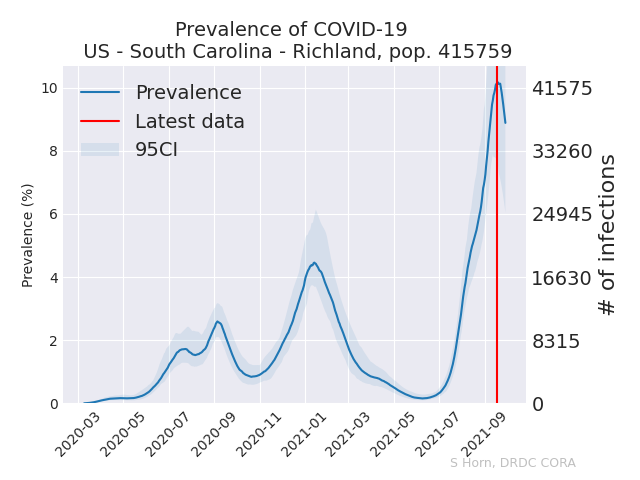 Prevalence of COVID-19
US - South Carolina - Richland, pop. 415759
Prevalence
Latest data
95CI
Prevalence (%)
10
8
6
4
2
0
41575
33260
24945
16630
8315
0
# of infections
2020-03
2020-05
2020-07
2020-09
2020-11
2021-01
2021-03
2021-05
2021-07
2021-09
S Horn, DRDC CORA